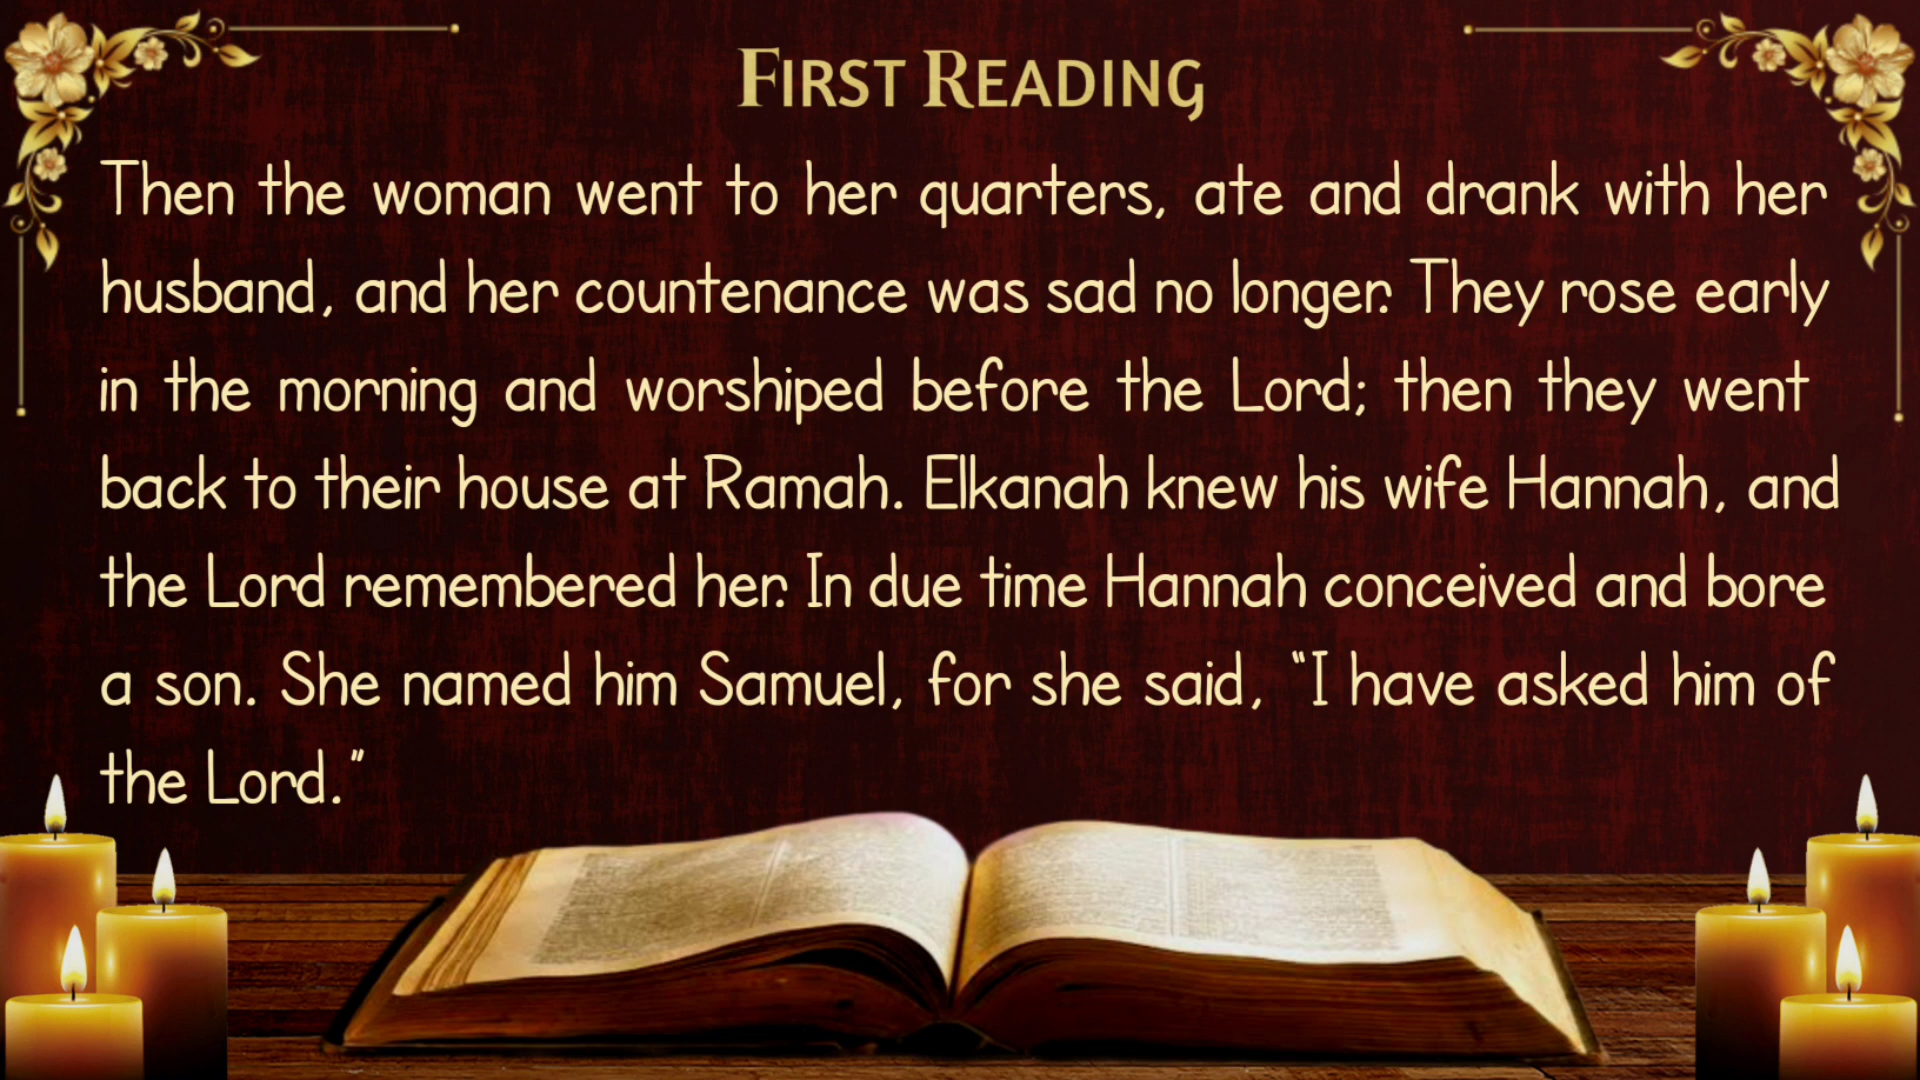 FIRST READING
Then the woman went to her quarters, ate and drank with her
husband, and her countenance was sad no longer. They rose early
in the morning and worshiped before the Lord; then they went
back to their house at Ramah. Elkanah knew his wife Hannah, and
the Lord remembered her. In due time Hannah conceived and bore
a son. She named him Samuel, for she said, “I have asked him of
the Lord.”